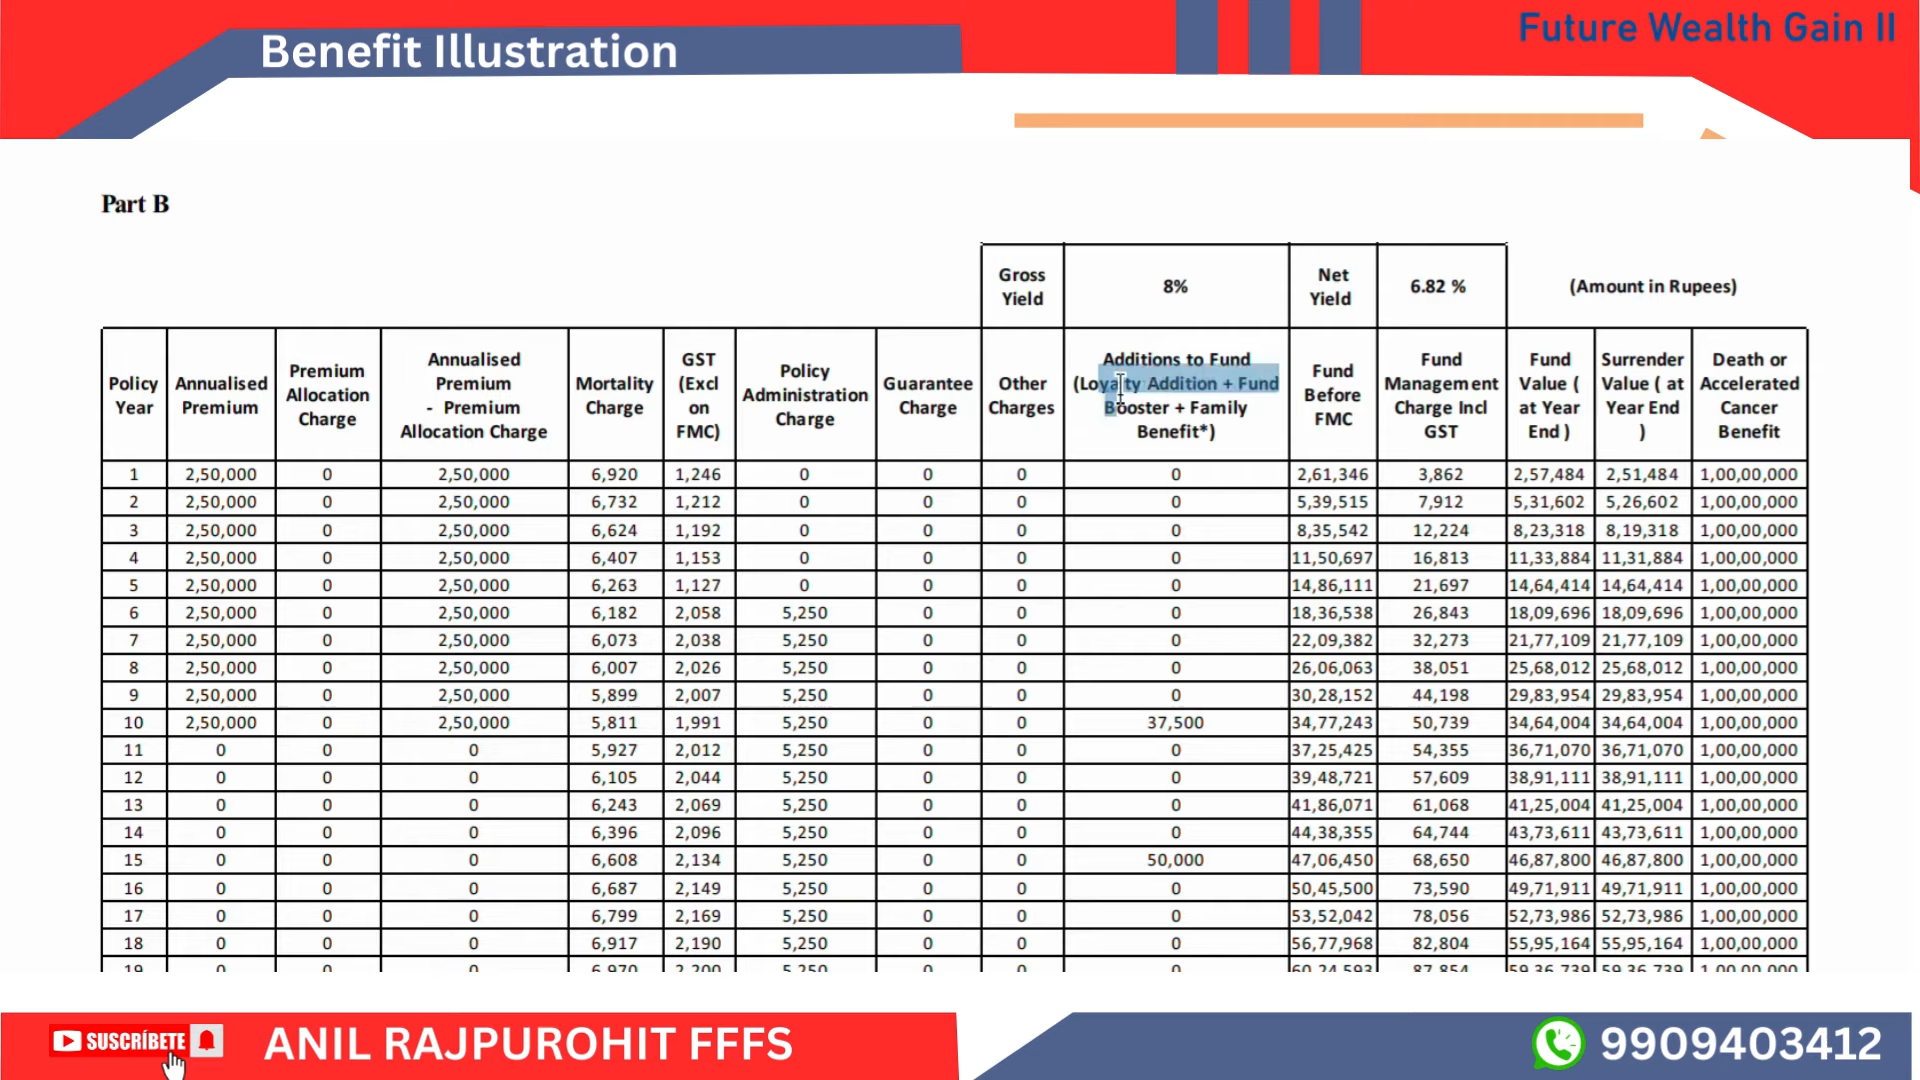 Benefit Illustration
Future Wealth Gain II
Part B
Gross Yield 8% Net Yield 6.82 % (Amount in Rupees)
Policy Year Annualised Premium Premium Allocation Charge Annualised Premium - Premium Allocation Charge Mortality Charge GST (Excl on FMC) Policy Administration Charge Guarantee Charge Other Charges Additions to Fund (Loyalty Addition + Fund Booster + Family Benefit*) Fund Before FMC Fund Management Charge Incl GST Fund Value ( at Year End ) Surrender Value ( at Year End ) Death or Accelerated Cancer Benefit
1 2,50,000 0 2,50,000 6,920 1,246 0 0 0 0 2,61,346 3,862 2,57,484 2,51,484 1,00,00,000
2 2,50,000 0 2,50,000 6,732 1,212 0 0 0 0 5,39,515 7,912 5,31,602 5,26,602 1,00,00,000
3 2,50,000 0 2,50,000 6,624 1,192 0 0 0 0 8,35,542 12,224 8,23,318 8,19,318 1,00,00,000
4 2,50,000 0 2,50,000 6,407 1,153 0 0 0 0 11,50,697 16,813 11,33,884 11,31,884 1,00,00,000
5 2,50,000 0 2,50,000 6,263 1,127 0 0 0 0 14,86,111 21,697 14,64,414 14,64,414 1,00,00,000
6 2,50,000 0 2,50,000 6,182 2,058 5,250 0 0 0 18,36,538 26,843 18,09,696 18,09,696 1,00,00,000
7 2,50,000 0 2,50,000 6,073 2,038 5,250 0 0 0 22,09,382 32,273 21,77,109 21,77,109 1,00,00,000
8 2,50,000 0 2,50,000 6,007 2,026 5,250 0 0 0 26,06,063 38,051 25,68,012 25,68,012 1,00,00,000
9 2,50,000 0 2,50,000 5,899 2,007 5,250 0 0 0 30,28,152 44,198 29,83,954 29,83,954 1,00,00,000
10 2,50,000 0 2,50,000 5,811 1,991 5,250 0 0 37,500 34,77,243 50,739 34,64,004 34,64,004 1,00,00,000
11 0 0 0 5,927 2,012 5,250 0 0 0 37,25,425 54,355 36,71,070 36,71,070 1,00,00,000
12 0 0 0 6,105 2,044 5,250 0 0 0 39,48,721 57,609 38,91,111 38,91,111 1,00,00,000
13 0 0 0 6,243 2,069 5,250 0 0 0 41,86,071 61,068 41,25,004 41,25,004 1,00,00,000
14 0 0 0 6,396 2,096 5,250 0 0 0 44,38,355 64,744 43,73,611 43,73,611 1,00,00,000
15 0 0 0 6,608 2,134 5,250 0 0 50,000 47,06,450 68,650 46,87,800 46,87,800 1,00,00,000
16 0 0 0 6,687 2,149 5,250 0 0 0 50,45,500 73,590 49,71,911 49,71,911 1,00,00,000
17 0 0 0 6,799 2,169 5,250 0 0 0 53,52,042 78,056 52,73,986 52,73,986 1,00,00,000
18 0 0 0 6,917 2,190 5,250 0 0 0 56,77,968 82,804 55,95,164 55,95,164 1,00,00,000
19 0 0 0 6,970 2,200 5,250 0 0 0 60,24,593 87,854 59,36,739 59,36,739 1,00,00,000
SUSCRÍBETE
ANIL RAJPUROHIT FFFS
9909403412